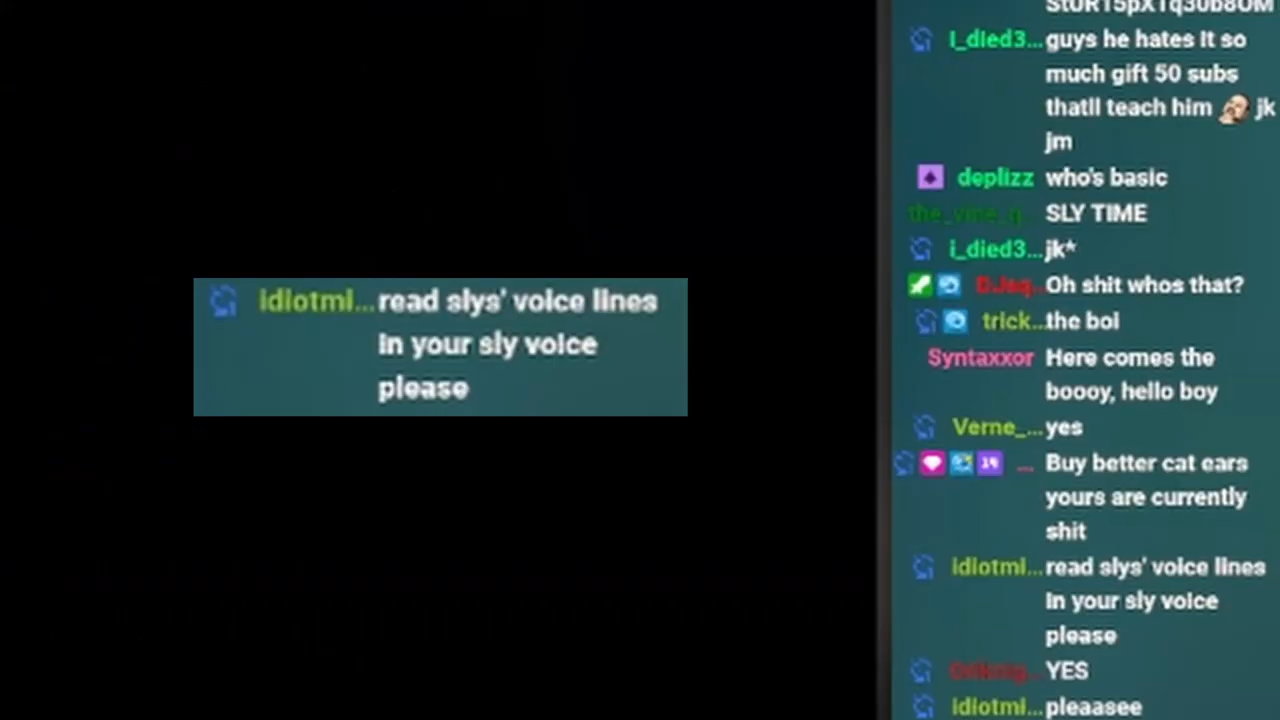 idiotmi... read slys' voice lines
in your sly voice
please
i_died3... guys he hates it so
much gift 50 subs
thatll teach him jk
jm
deplizz who's basic
SLY TIME
i_died3... jk*
Oh shit whos that?
trick... the boi
Syntaxxor Here comes the
boooy, hello boy
Verne_... yes
... Buy better cat ears
yours are currently
shit
idiotmi... read slys' voice lines
in your sly voice
please
YES
idiotmi... pleaasee